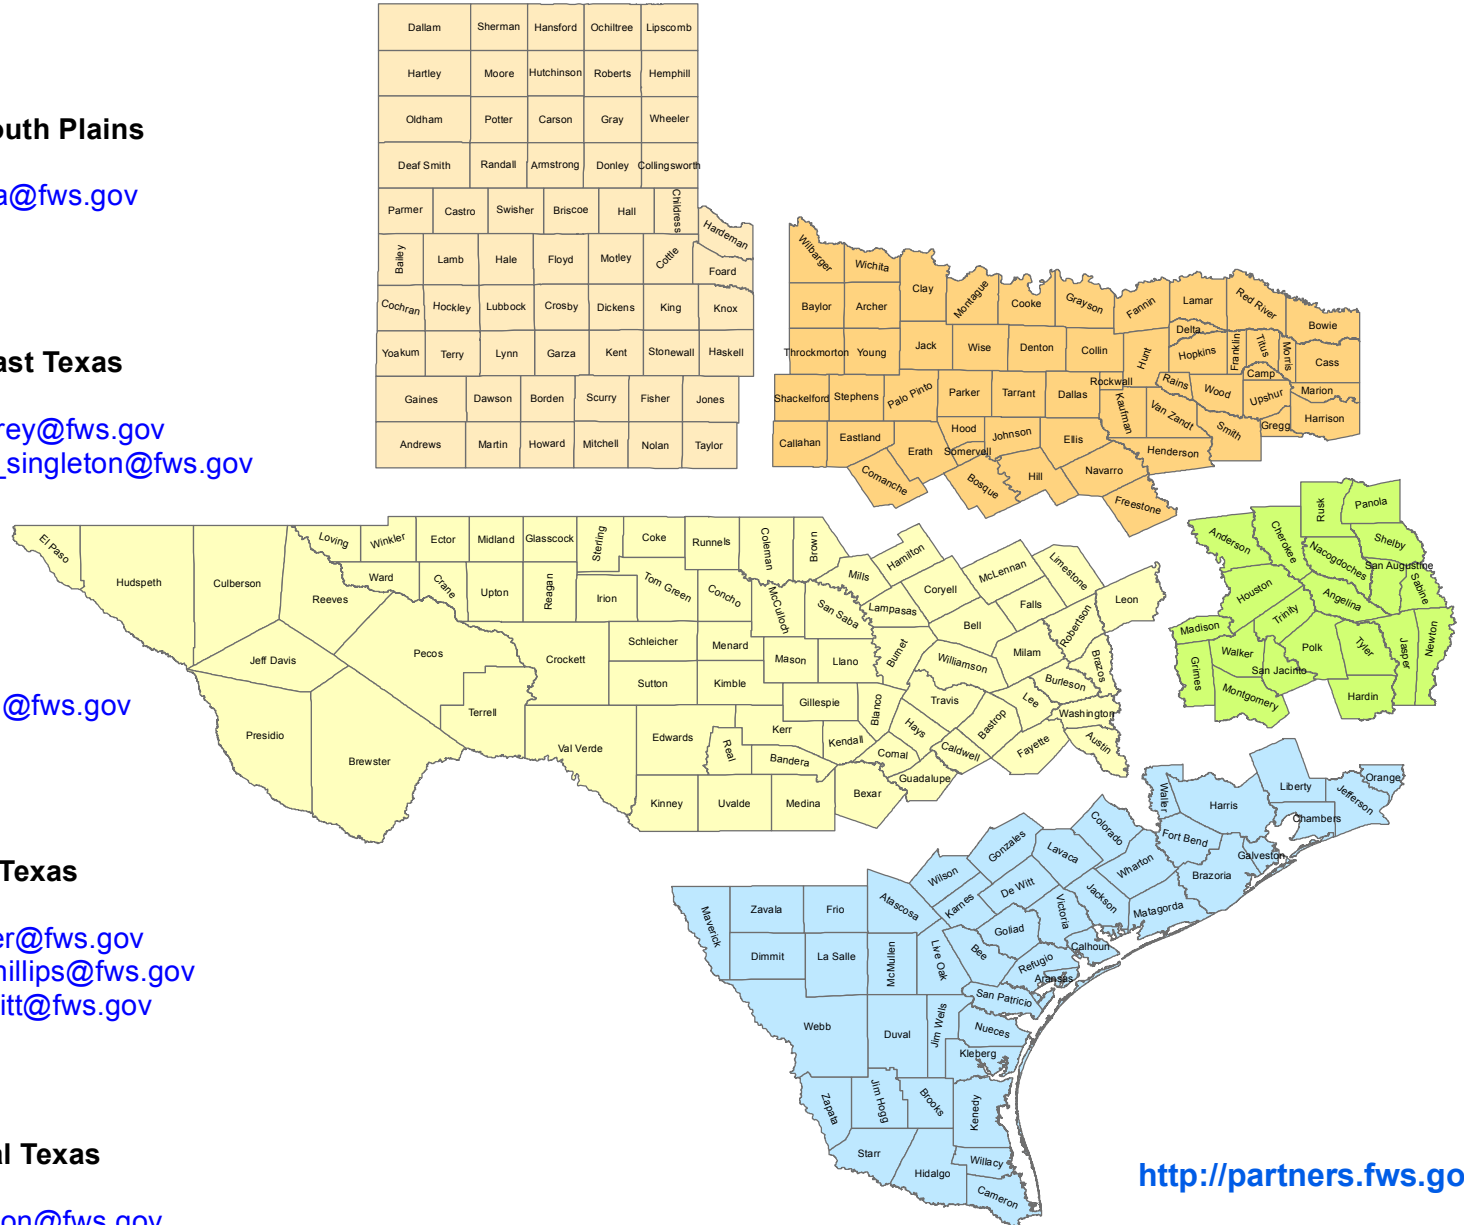 outh Plains
a@fws.gov
ast Texas
rey@fws.gov
_singleton@fws.gov
@fws.gov
Texas
er@fws.gov
hillips@fws.gov
itt@fws.gov
al Texas
on@fws.gov
Dallam Sherman Hansford Ochiltree Lipscomb
Hartley Moore Hutchinson Roberts Hemphill
Oldham Potter Carson Gray Wheeler
Deaf Smith Randall Armstrong Donley Collingsworth
Parmer Castro Swisher Briscoe Hall Childress
Hardeman
Bailey Lamb Hale Floyd Motley Cottle Foard
Cochran Hockley Lubbock Crosby Dickens King Knox
Yoakum Terry Lynn Garza Kent Stonewall Haskell
Gaines Dawson Borden Scurry Fisher Jones
Andrews Martin Howard Mitchell Nolan Taylor
Wilbarger Wichita Clay Montague Cooke Grayson Fannin Lamar Red River Bowie
Baylor Archer Delta
Throckmorton Young Jack Wise Denton Collin Hunt Hopkins Franklin Titus Morris Cass
Camp
Shackelford Stephens Palo Pinto Parker Tarrant Dallas Rockwall Kaufman Rains Wood Upshur Marion
Van Zandt Smith Gregg Harrison
Callahan Eastland Erath Hood Somervell Johnson Ellis Henderson
Comanche Bosque Hill Navarro Freestone
Rusk Panola
Anderson Cherokee Nacogdoches Shelby
San Augustine Sabine
Houston Trinity Angelina
Madison Walker San Jacinto Polk Tyler Jasper Newton
Grimes Montgomery Hardin
El Paso Hudspeth Culberson Loving Winkler Ector Midland Glasscock Sterling Coke Runnels Coleman Brown Mills Hamilton
Reeves Ward Crane Upton Reagan Irion Tom Green Concho McCulloch San Saba Lampasas Coryell McLennan Limestone
Bell Falls Robertson Leon
Jeff Davis Pecos Crockett Schleicher Menard Mason Llano Burnet Williamson Milam Brazos
Sutton Kimble Gillespie Blanco Travis Lee Burleson
Presidio Brewster Terrell Val Verde Edwards Real Kerr Kendall Hays Bastrop Washington
Bandera Comal Caldwell Fayette Austin
Kinney Uvalde Medina Bexar Guadalupe
Waller Harris Liberty Orange
Jefferson
Chambers
Colorado Fort Bend Galveston
Gonzales Lavaca Wharton Brazoria
Wilson Karnes De Witt Jackson Matagorda
Maverick Zavala Frio Atascosa Goliad Victoria
Dimmit La Salle McMullen Live Oak Bee Refugio Calhoun
Aransas
San Patricio
Webb Duval Jim Wells Nueces
Kleberg
Zapata Jim Hogg Brooks Kenedy
Starr Hidalgo Willacy
Cameron
http://partners.fws.go